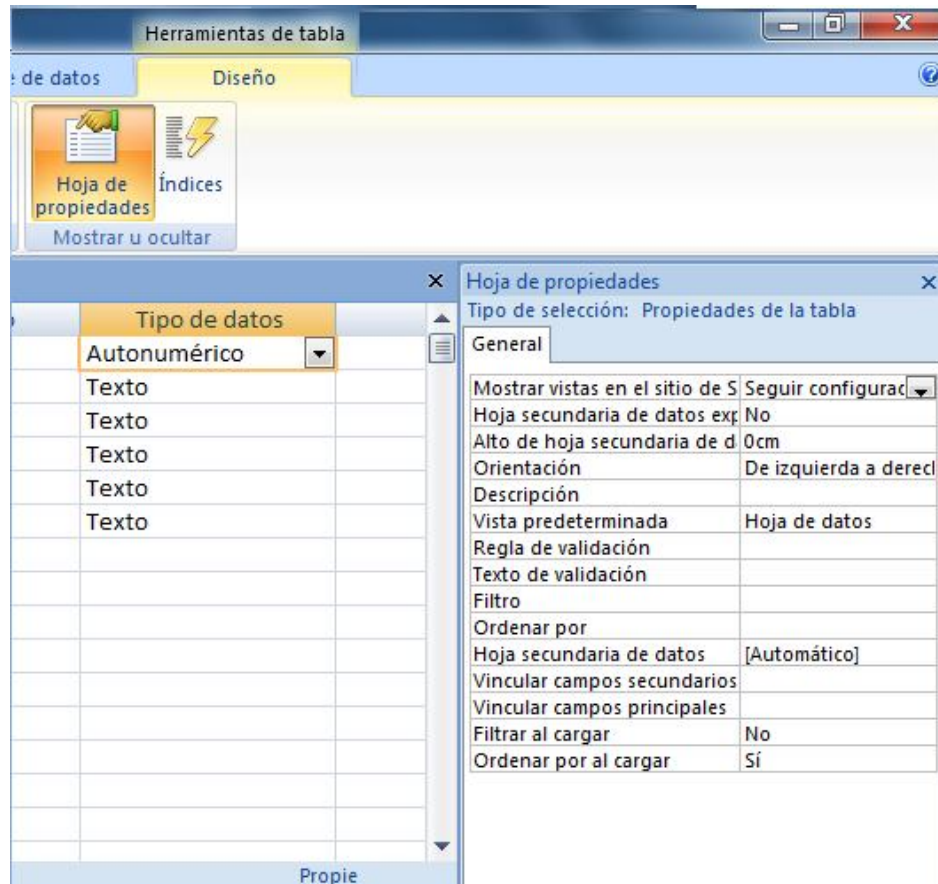 Herramientas de tabla
de datos
Diseño
Hoja de propiedades
Índices
Mostrar u ocultar
Tipo de datos
Autonumérico
Texto
Texto
Texto
Texto
Texto
Propie
Hoja de propiedades
Tipo de selección: Propiedades de la tabla
General
Mostrar vistas en el sitio de S Seguir configurac
Hoja secundaria de datos exp No
Alto de hoja secundaria de d 0cm
Orientación De izquierda a derecl
Descripción
Vista predeterminada Hoja de datos
Regla de validación
Texto de validación
Filtro
Ordenar por
Hoja secundaria de datos [Automático]
Vincular campos secundarios
Vincular campos principales
Filtrar al cargar No
Ordenar por al cargar Sí